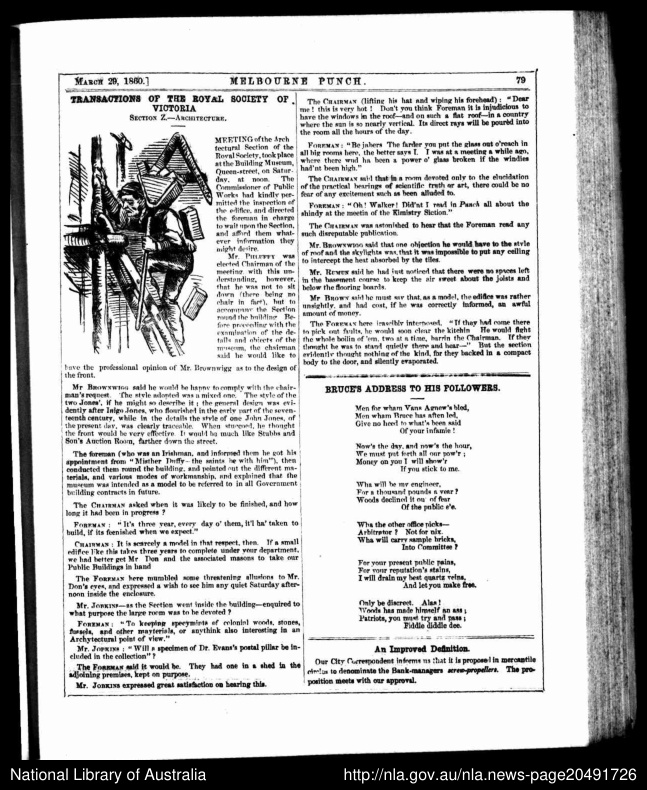 MARCH 29, 1860.]
MELBOURNE PUNCH.
79
TRANSACTIONS OF THE ROYAL SOCIETY OF
VICTORIA
SECTION Z.—ARCHITECTURE.
MEETING of the Arch
tectural Section of the
Royal Society, took place
at the Building Museum,
Queen-street, on Satur-
day, at noon. The
Commissioner of Public
Works had kindly per-
mitted the inspection of
the edifice, and directed
the foreman in charge
to wait upon the Section,
and afford them what-
ever information they
might desire.
Mr. PHLUFFY was
elected Chairman of the
meeting with this un-
derstanding, however,
that he was not to sit
down (there being no
chair in fact), but to
accompany the Section
round the building Be-
fore proceeding with the
examination of the de-
tails and objects of the
museum, the chairman
said he would like to
have the professional opinion of Mr. Brownwigg as to the design of
the front.
Mr BROWNWIGG said he would be happy to comply with the chair-
man's request. The style adopted was a mixed one. The style of the
two Jones', if he might so describe it; the general design was evi-
dently after Inigo Jones, who flourished in the early part of the seven-
teenth century, while in the details the style of one John Jones, of
the present day, was clearly traceable. When stuccoed, he thought
the front would be very effective. It would be much like Stubbs and
Son's Auction Room, farther down the street.
The foreman (who was an Irishman, and informed them he got his
appointment from "Misther Duffy—the saints be with him"), then
conducted them round the building, and pointed out the different ma-
terials, and various modes of workmanship, and explained that the
museum was intended as a model to be referred to in all Government
building contracts in future.
The CHAIRMAN asked when it was likely to be finished, and how
long it had been in progress ?
FOREMAN : "It's three year, every day o' them, it'l ha' taken to
build, if its feenished when we expect."
CHAIRMAN : It is scarcely a model in that respect, then. If a small
edifice like this takes three years to complete under your department,
we had better get Mr Don and the associated masons to take our
Public Buildings in hand
The FOREMAN here mumbled some threatening allusions to Mr.
Don's eyes, and expressed a wish to see him any quiet Saturday after-
noon inside the enclosure.
Mr. JOBKINS—as the Section went inside the building—enquired to
what purpose the large room was to be devoted ?
FOREMAN : "To keeping specymints of colonial woods, stones,
fussels, and other mayterials, or anythink also interesting in an
Archytectural point of view."
Mr. JOBKINS : "Will a specimen of Dr. Evans's postal pillar be in-
cluded in the collection" ?
The FOREMAN said it would be. They had one in a shed in the
adjoining premises, kept on purpose.
Mr. JOBKINS expressed great satisfaction on hearing this.
The CHAIRMAN (lifting his hat and wiping his forehead) : "Dear
me ! this is very hot ! Don't you think Foreman it is injudicious to
have the windows in the roof—and on such a flat roof—in a country
where the sun is so nearly vertical. Its direct rays will be poured into
the room all the hours of the day.
FOREMAN : "Be jabers The farder you put the glass out o'reach in
all big rooms here, the better says I. I was at a meeting a while ago,
where there wud ha been a power o' glass broken if the windies
had'nt been high."
The CHAIRMAN said that in a room devoted only to the elucidation
of the practical bearings of scientific truth or art, there could be no
fear of any excitement such as been alluded to.
FOREMAN : "Oh! Walker! Did'nt I read in Punch all about the
shindy at the meetin of the Kimistry Siction."
The CHAIRMAN was astonished to hear that the Foreman read any
such disreputable publication.
Mr. BROWNWIGG said that one objection he would have to the style
of roof and the skylights was that it was impossible to put any ceiling
to intercept the heat absorbed by the tiles.
Mr. RUMUN said he had just noticed that there were no spaces left
in the basement course to keep the air sweet about the joists and
below the flooring boards.
Mr BROWN said he must say that, as a model, the edifice was rather
unsightly, and had cost, if he was correctly informed, an awful
amount of money.
The FOREMAN here irascibly interposed. "If they had come there
to pick out faults, he would soon clear the kitchin He would fight
the whole boilin of 'em, two at a time, barrin the Chairman. If they
thought he was to stand quietly there and hear—" But the section
evidently thought nothing of the kind, for they backed in a compact
body to the door, and silently evaporated.
BRUCE'S ADDRESS TO HIS FOLLOWERS.
Men for wham Vans Agnew's bled,
Men wham Bruce has aften led,
Give no heed to what's been said
Of your infamie !
Now's the day, and now's the hour,
We must put forth all our pow'r ;
Money on you I will show'r
If you stick to me.
Wha will be my engineer,
For a thousand pounds a year ?
Woods declined it ou of fear
Of the public e'e.
Wha the other office picks—
Arbitrator ? Not for nix.
Wha will carry sample bricks,
Into Committee ?
For your present public pains,
For your reputation's stains,
I will drain my best quartz veins,
And let you make free.
Only be discreet. Alas !
Woods has made himself an ass ;
Patriots, you must try and pass ;
Fiddle diddle dee.
An Improved Definition.
Our City Correspondent informs us that it is proposed in mercantile
circles to denominate the Bank-managers screw-propellers. The pro-
position meets with our approval.
National Library of Australia
http://nla.gov.au/nla.news-page20491726